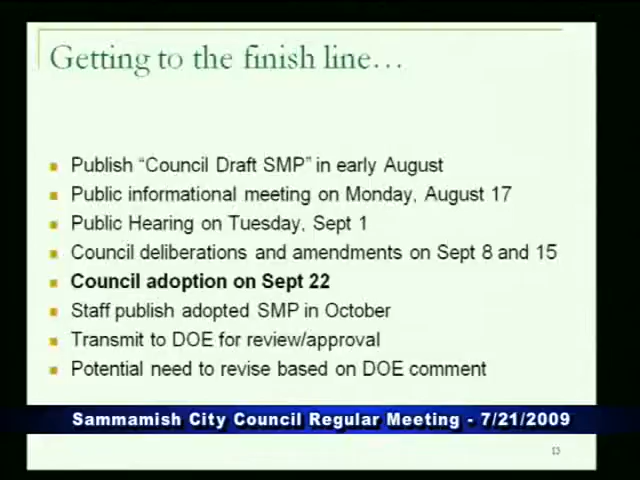 Getting to the finish line…
Publish “Council Draft SMP” in early August
Public informational meeting on Monday, August 17
Public Hearing on Tuesday, Sept 1
Council deliberations and amendments on Sept 8 and 15
Council adoption on Sept 22
Staff publish adopted SMP in October
Transmit to DOE for review/approval
Potential need to revise based on DOE comment
Sammamish City Council Regular Meeting - 7/21/2009
13